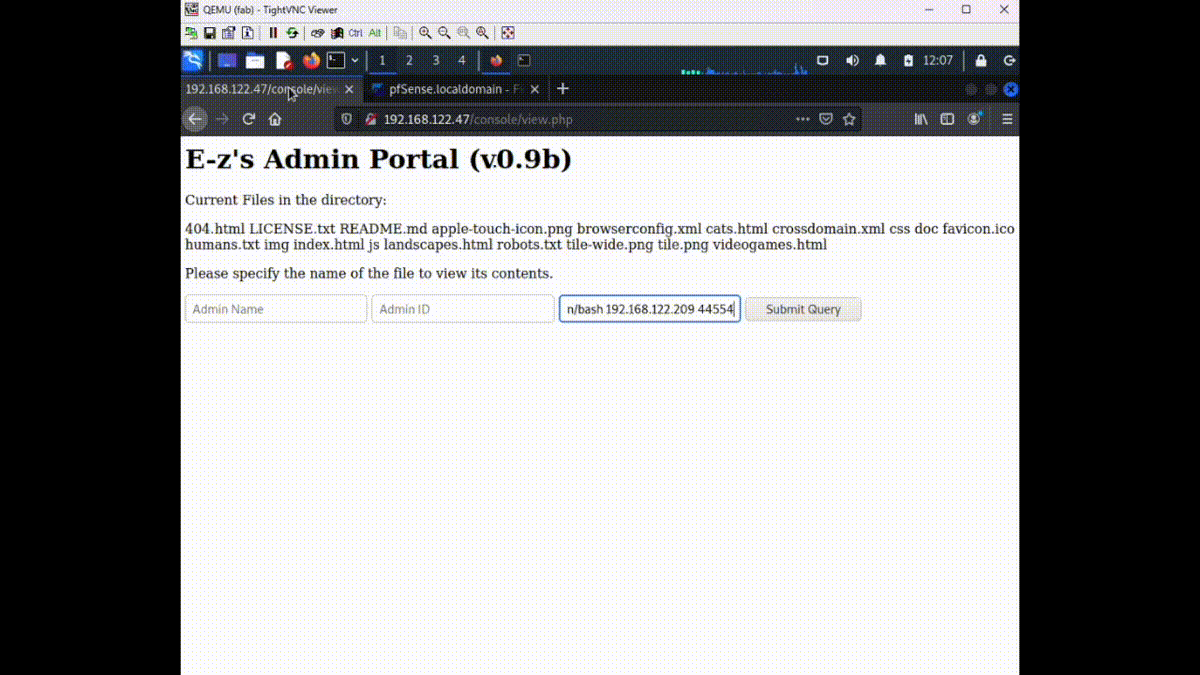 QEMU (fab) - TightVNC Viewer
Ctrl Alt
1 2 3 4 12:07
192.168.122.47/console/view pfSense.localdomain - F
192.168.122.47/console/view.php
E-z's Admin Portal (v.0.9b)
Current Files in the directory:
404.html LICENSE.txt README.md apple-touch-icon.png browserconfig.xml cats.html crossdomain.xml css doc favicon.ico
humans.txt img index.html js landscapes.html robots.txt tile-wide.png tile.png videogames.html
Please specify the name of the file to view its contents.
Admin Name Admin ID n/bash 192.168.122.209 44554 Submit Query